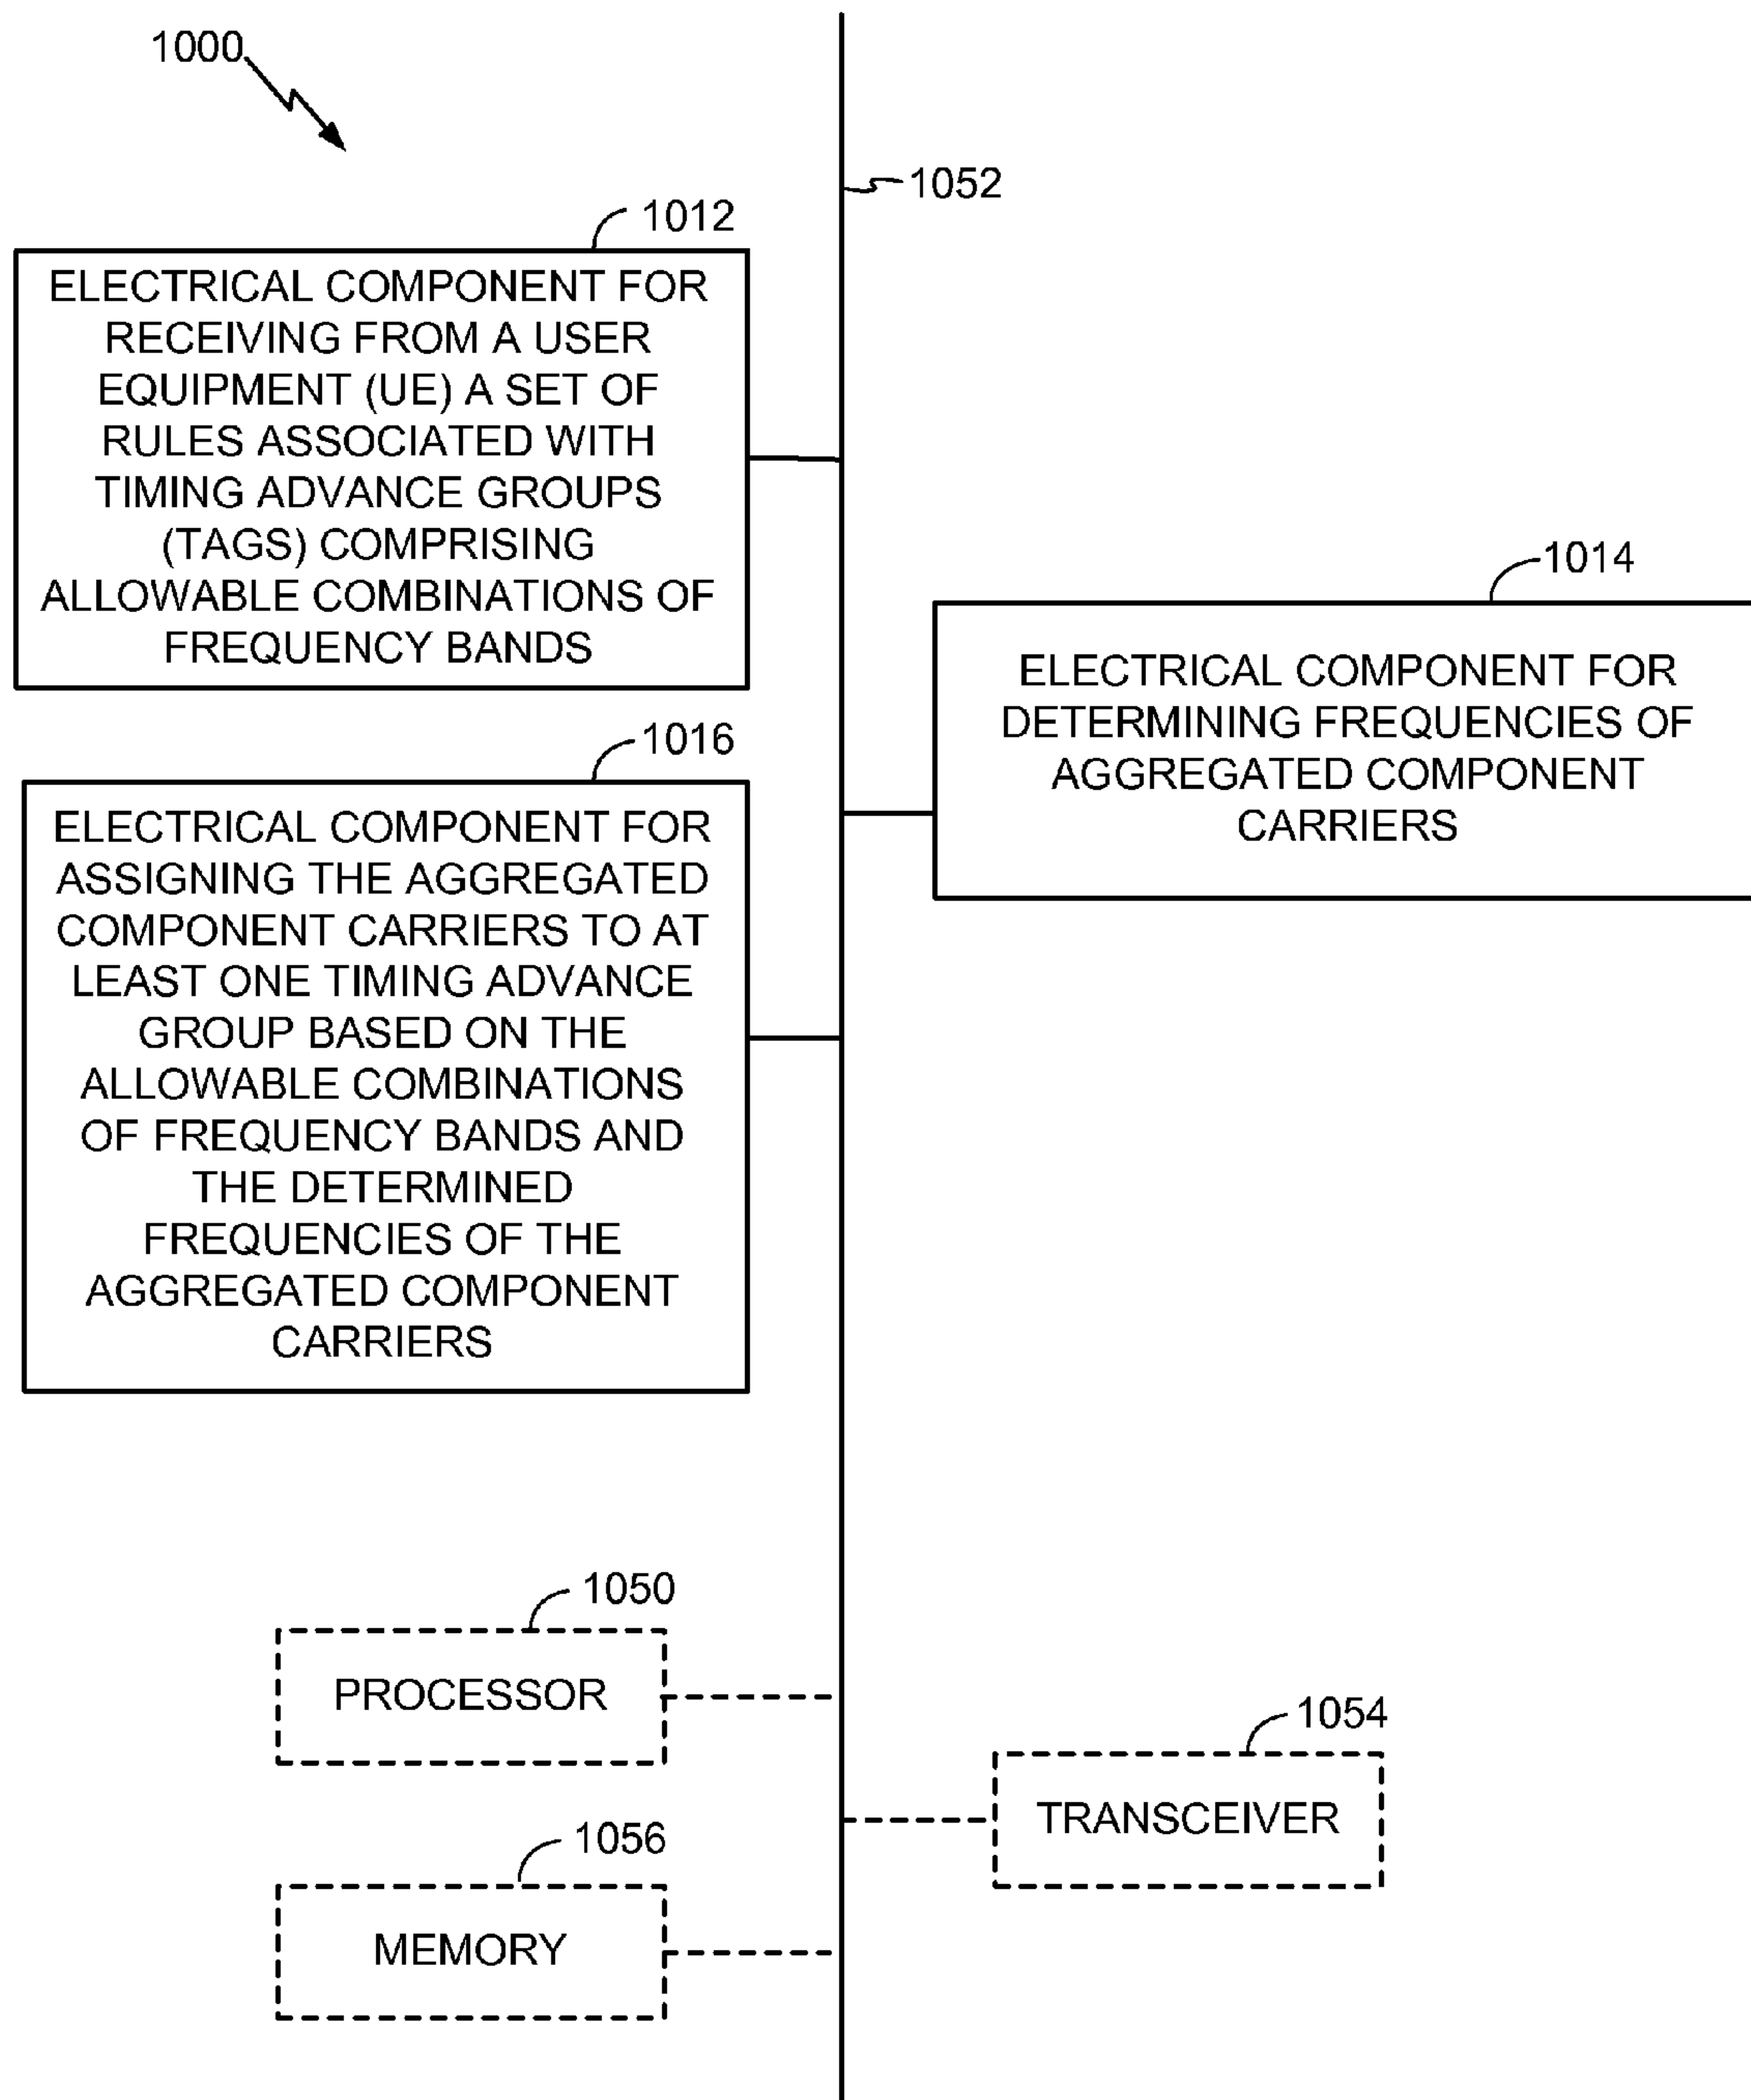 1000
1052
1012
ELECTRICAL COMPONENT FOR
RECEIVING FROM A USER
EQUIPMENT (UE) A SET OF
RULES ASSOCIATED WITH
TIMING ADVANCE GROUPS
(TAGS) COMPRISING
ALLOWABLE COMBINATIONS OF
FREQUENCY BANDS
1014
ELECTRICAL COMPONENT FOR
DETERMINING FREQUENCIES OF
AGGREGATED COMPONENT
CARRIERS
1016
ELECTRICAL COMPONENT FOR
ASSIGNING THE AGGREGATED
COMPONENT CARRIERS TO AT
LEAST ONE TIMING ADVANCE
GROUP BASED ON THE
ALLOWABLE COMBINATIONS
OF FREQUENCY BANDS AND
THE DETERMINED
FREQUENCIES OF THE
AGGREGATED COMPONENT
CARRIERS
1050
PROCESSOR
1054
TRANSCEIVER
1056
MEMORY